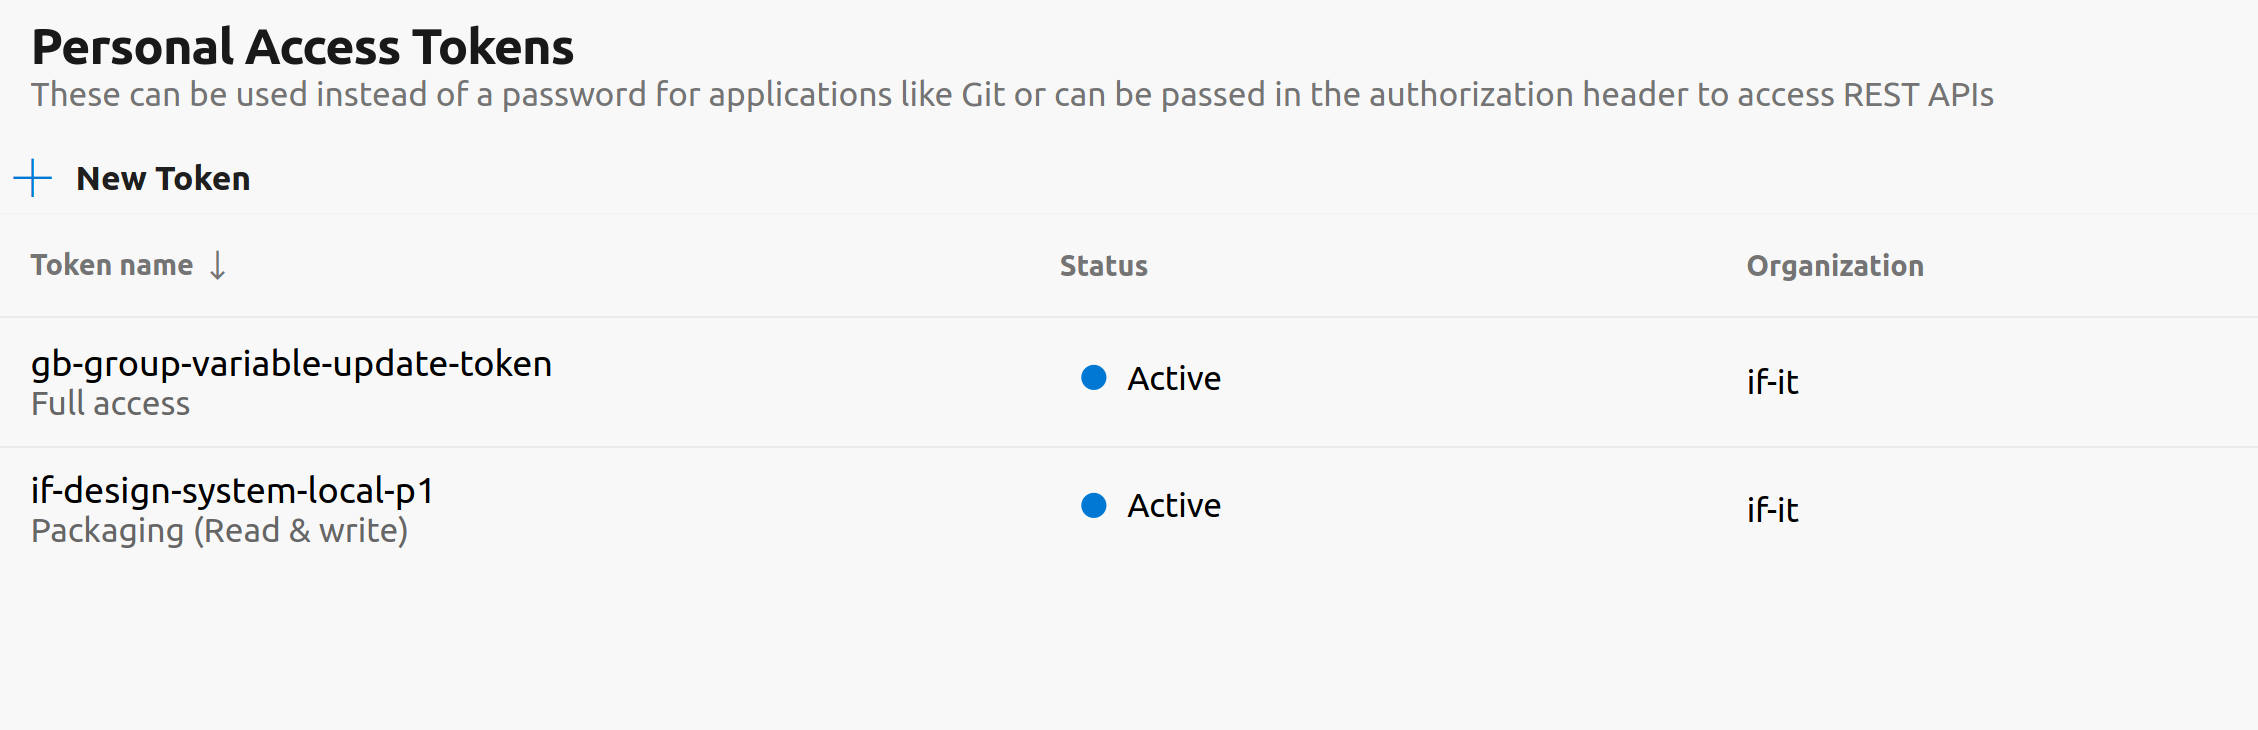 Personal Access Tokens
These can be used instead of a password for applications like Git or can be passed in the authorization header to access REST APIs
New Token
Token name ↓ Status Organization
gb-group-variable-update-token Active if-it
Full access
if-design-system-local-p1 Active if-it
Packaging (Read & write)